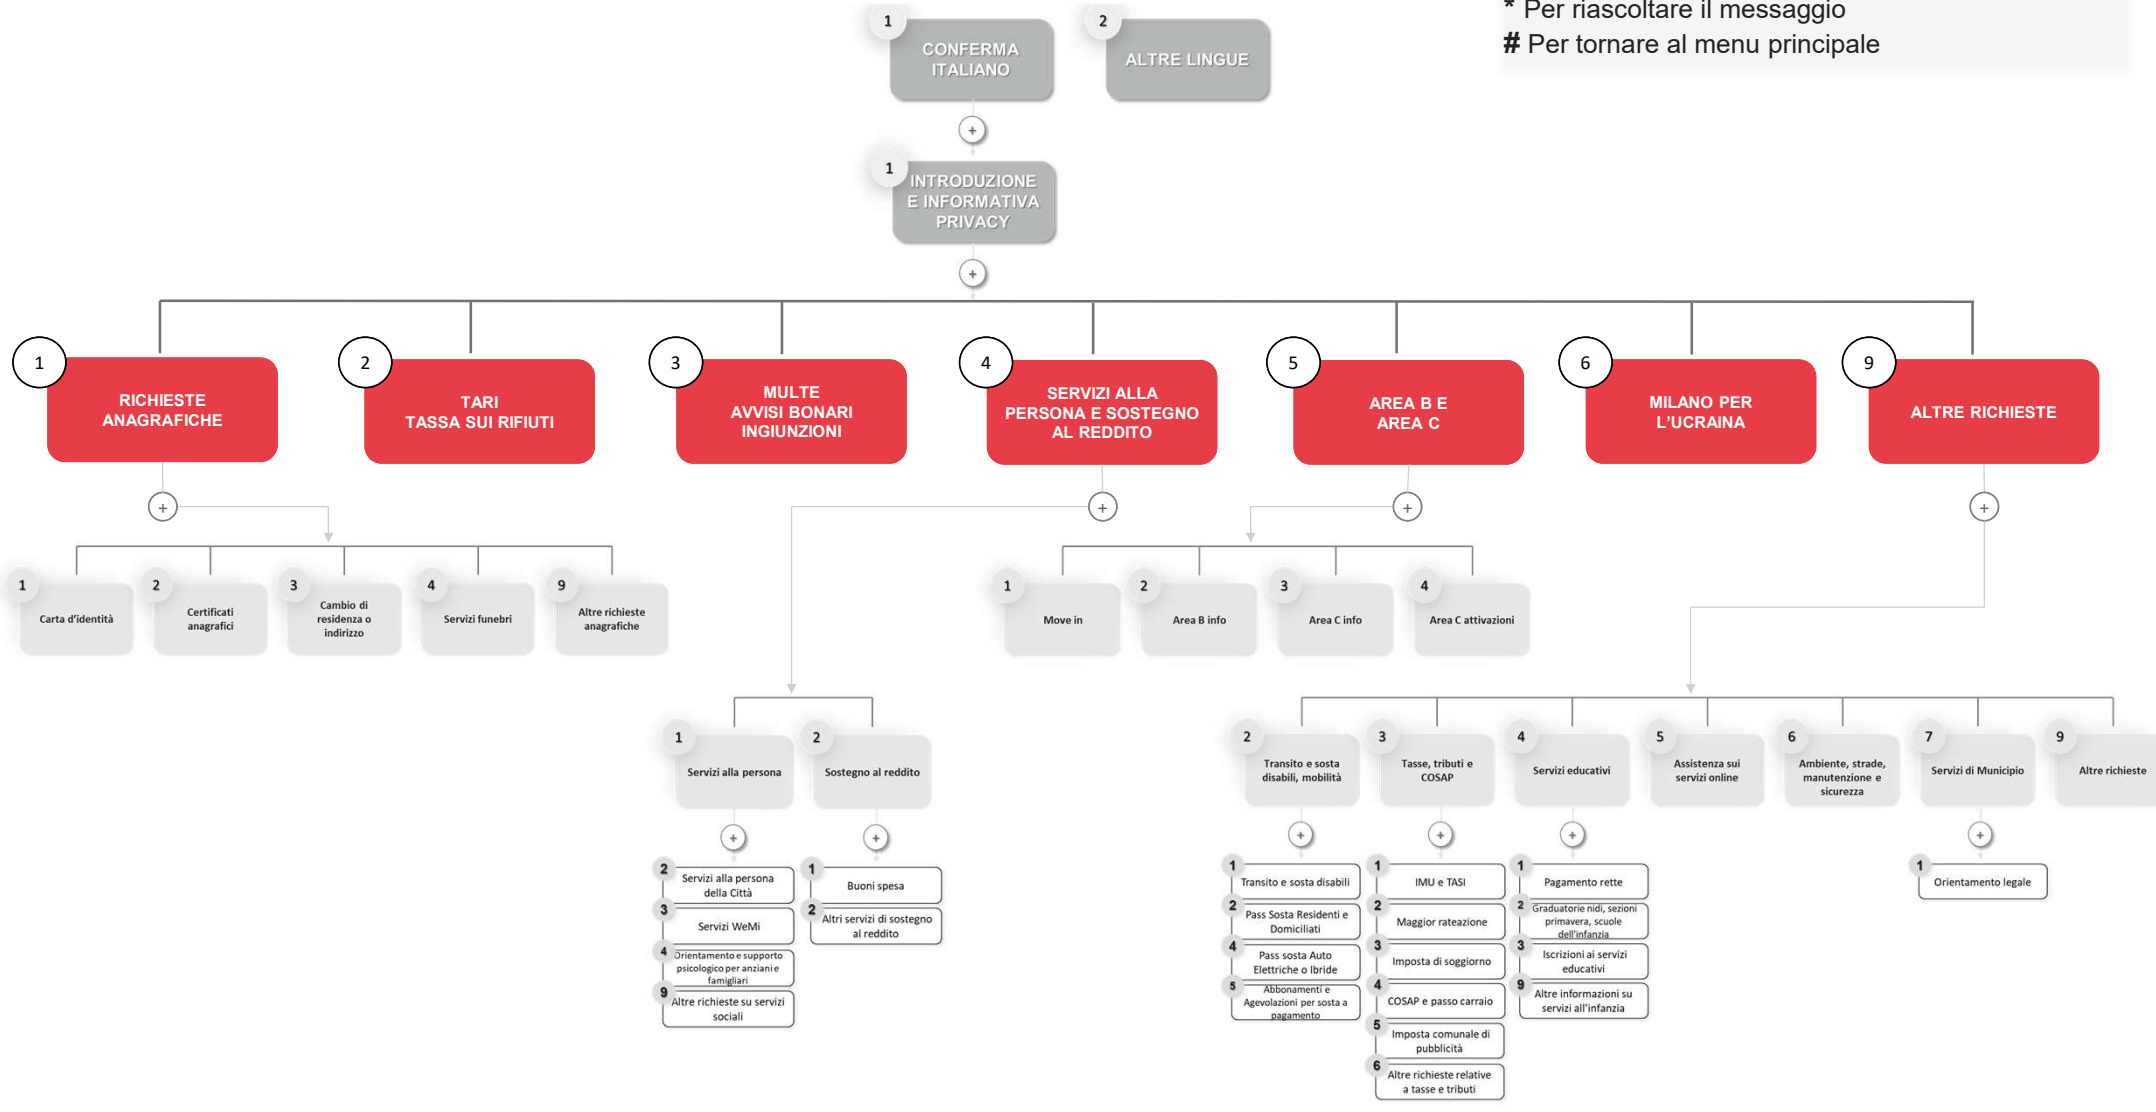 * Per riascoltare il messaggio
# Per tornare al menu principale
1
CONFERMA
ITALIANO
2
ALTRE LINGUE
+
1
INTRODUZIONE
E INFORMATIVA
PRIVACY
+
1
RICHIESTE
ANAGRAFICHE
2
TARI
TASSA SUI RIFIUTI
3
MULTE
AVVISI BONARI
INGIUNZIONI
4
SERVIZI ALLA
PERSONA E SOSTEGNO
AL REDDITO
5
AREA B E
AREA C
6
MILANO PER
L'UCRAINA
9
ALTRE RICHIESTE
+
+
+
+
1
Carta d'identità
2
Certificati
anagrafici
3
Cambio di
residenza o
indirizzo
4
Servizi funebri
9
Altre richieste
anagrafiche
1
Move in
2
Area B info
3
Area C info
4
Area C attivazioni
1
Servizi alla persona
2
Sostegno al reddito
2
Transito e sosta
disabili, mobilità
3
Tasse, tributi e
COSAP
4
Servizi educativi
5
Assistenza sui
servizi online
6
Ambiente, strade,
manutenzione e
sicurezza
7
Servizi di Municipio
9
Altre richieste
+
+
+
+
+
+
2
Servizi alla persona
della Città
3
Servizi WeMi
4
Orientamento e supporto
psicologico per anziani e
famigliari
9
Altre richieste su servizi
sociali
1
Buoni spesa
2
Altri servizi di sostegno
al reddito
1
Transito e sosta disabili
2
Pass Sosta Residenti e
Domiciliati
4
Pass sosta Auto
Elettriche o Ibride
5
Abbonamenti e
Agevolazioni per sosta a
pagamento
1
IMU e TASI
2
Maggior rateazione
3
Imposta di soggiorno
4
COSAP e passo carraio
5
Imposta comunale di
pubblicità
6
Altre richieste relative
a tasse e tributi
1
Pagamento rette
2
Graduatorie nidi, sezioni
primavera, scuole
dell'infanzia
3
Iscrizioni ai servizi
educativi
9
Altre informazioni su
servizi all'infanzia
1
Orientamento legale